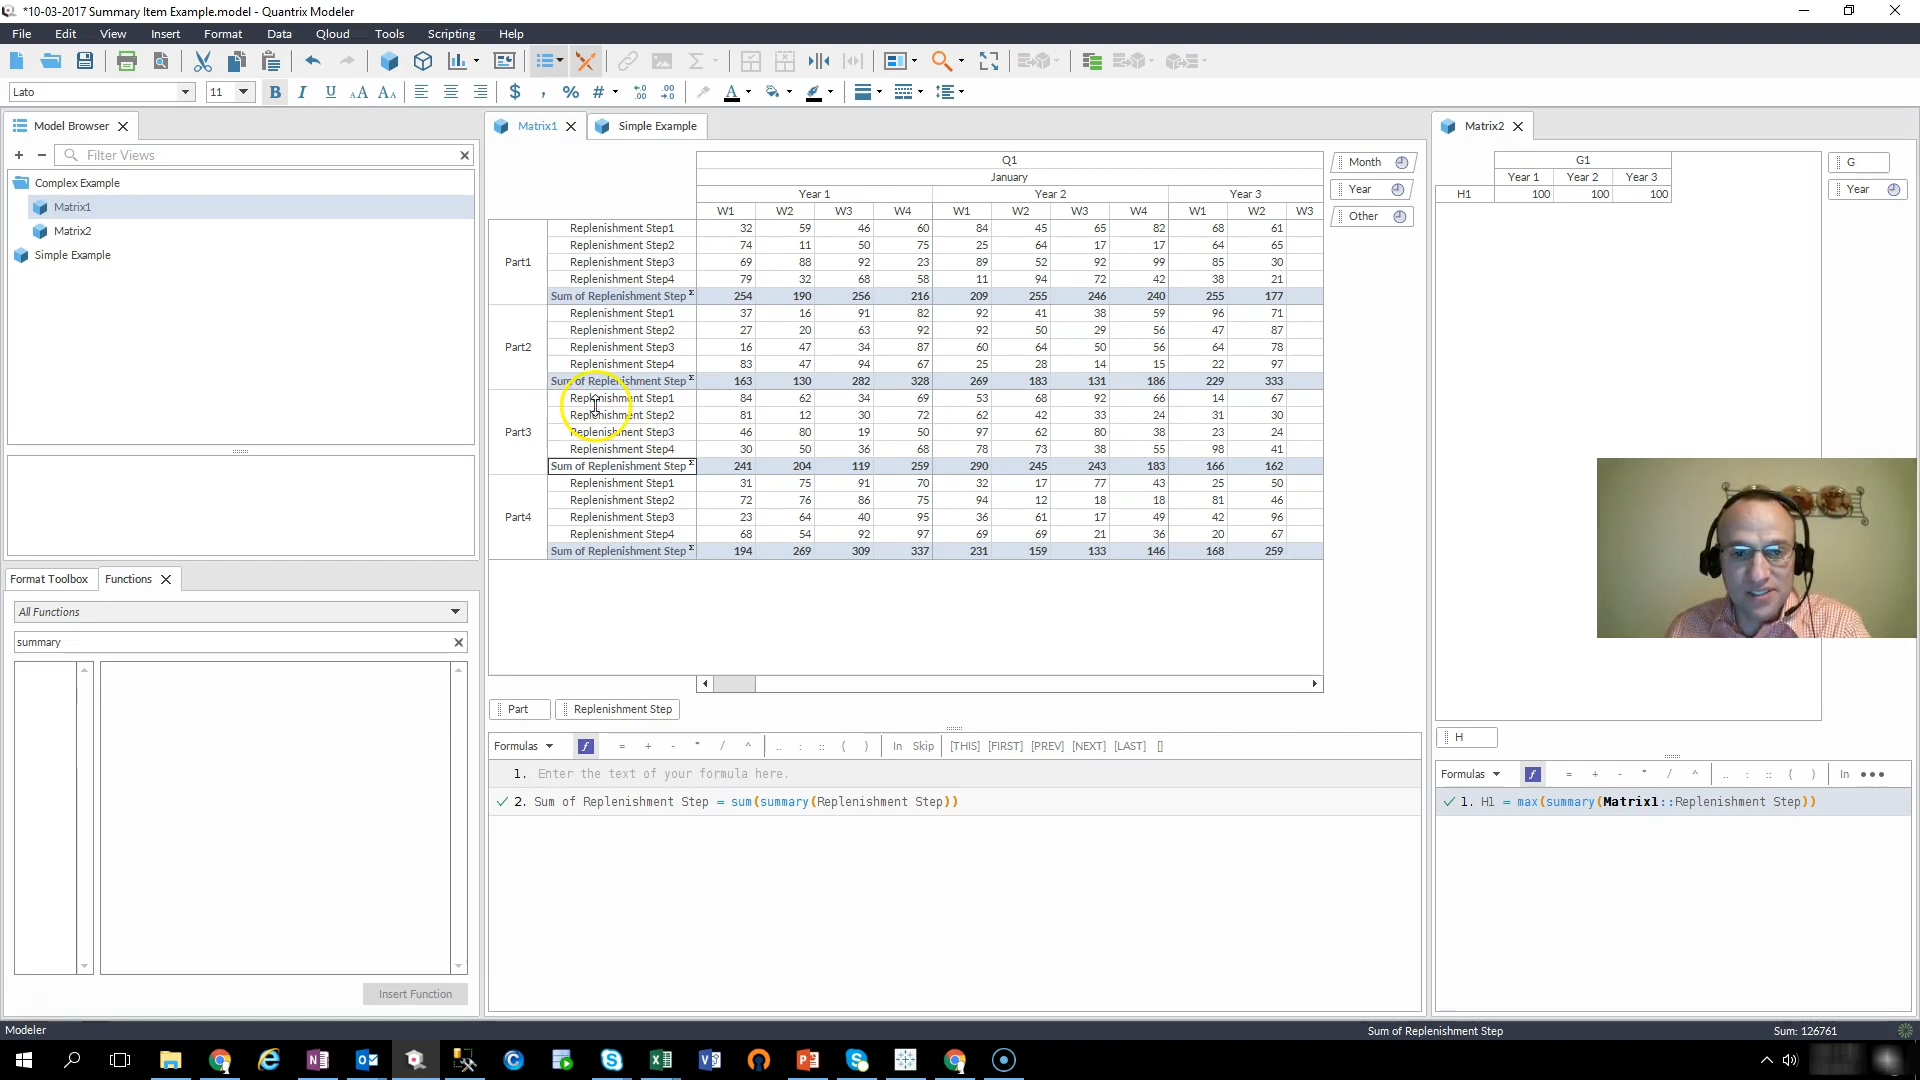 *10-03-2017 Summary Item Example.model - Quantrix Modeler
File Edit View Insert Format Data Qloud Tools Scripting Window Help
Lato 11 B I U AA AA $ , % #
Model Browser
Filter Views
Complex Example
Matrix1
Matrix2
Simple Example
Format Toolbox Functions
All Functions
summary
Insert Function
Matrix1 Simple Example
Q1
January
Year 1 Year 2 Year 3
W1 W2 W3 W4 W1 W2 W3 W4 W1 W2 W3
Part1
Replenishment Step1 32 59 46 60 84 45 65 82 68 61
Replenishment Step2 74 11 50 75 25 64 17 17 64 65
Replenishment Step3 69 88 92 23 89 52 92 99 85 30
Replenishment Step4 79 32 68 58 11 94 72 42 38 21
Sum of Replenishment Step Σ 254 190 256 216 209 255 246 240 255 177
Part2
Replenishment Step1 37 16 91 82 92 41 38 59 96 71
Replenishment Step2 27 20 63 92 92 50 29 56 47 87
Replenishment Step3 16 47 34 87 60 64 50 56 64 78
Replenishment Step4 83 47 94 67 25 28 14 15 22 97
Sum of Replenishment Step Σ 163 130 282 328 269 183 131 186 229 333
Part3
Replenishment Step1 84 62 34 69 53 68 92 66 14 67
Replenishment Step2 81 12 30 72 62 42 33 24 31 30
Replenishment Step3 46 80 19 50 97 62 80 38 23 24
Replenishment Step4 30 50 36 68 78 73 38 55 98 41
Sum of Replenishment Step Σ 241 204 119 259 290 245 243 183 166 162
Part4
Replenishment Step1 31 75 91 70 32 17 77 43 25 50
Replenishment Step2 72 76 86 75 94 12 18 18 81 46
Replenishment Step3 23 64 40 95 36 61 17 49 42 96
Replenishment Step4 68 54 92 97 69 69 21 36 20 67
Sum of Replenishment Step Σ 194 269 309 337 231 159 133 146 168 259
Month
Year
Other
Part Replenishment Step
Formulas f = + - * / ^ .. : :: ( ) In Skip [THIS] [FIRST] [PREV] [NEXT] [LAST] []
1. Enter the text of your formula here.
2. Sum of Replenishment Step = sum(summary(Replenishment Step))
Matrix2
G1
Year 1 Year 2 Year 3
H1 100 100 100
G
Year
H
Formulas f = + - * / ^ .. : :: ( ) In
1. H1 = max(summary(Matrix1::Replenishment Step))
Modeler Sum of Replenishment Step Sum: 126761